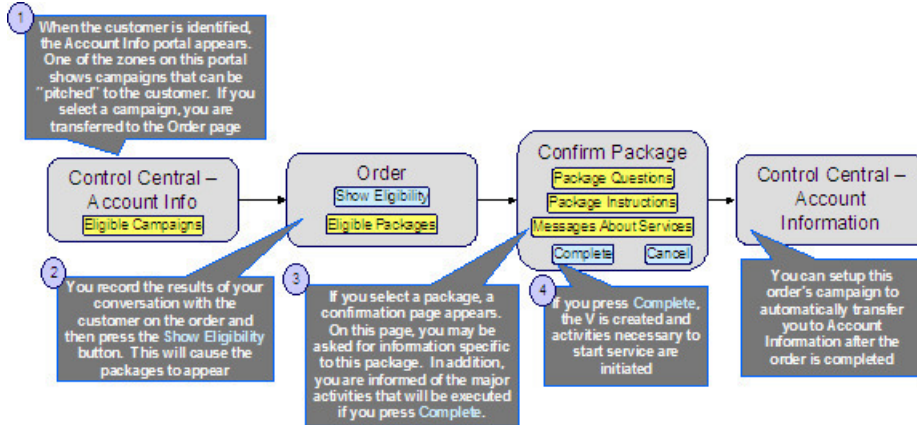 1
When the customer is identified,
the Account Info portal appears.
One of the zones on this portal
shows campaigns that can be
"pitched" to the customer. If you
select a campaign, you are
transferred to the Order page
Control Central –
Account Info
Eligible Campaigns
Order
Show Eligibility
Eligible Packages
Confirm Package
Package Questions
Package Instructions
Messages About Services
Complete Cancel
Control Central –
Account
Information
2
You record the results of your
conversation with the
customer on the order and
then press the Show Eligibility
button. This will cause the
packages to appear
3
If you select a package, a
confirmation page appears.
On this page, you may be
asked for information specific
to this package. In addition,
you are informed of the major
activities that will be executed
if you press Complete.
4
If you press Complete,
the V is created and
activities necessary to
start service are
initiated
You can setup this
order's campaign to
automatically transfer
you to Account
Information after the
order is completed